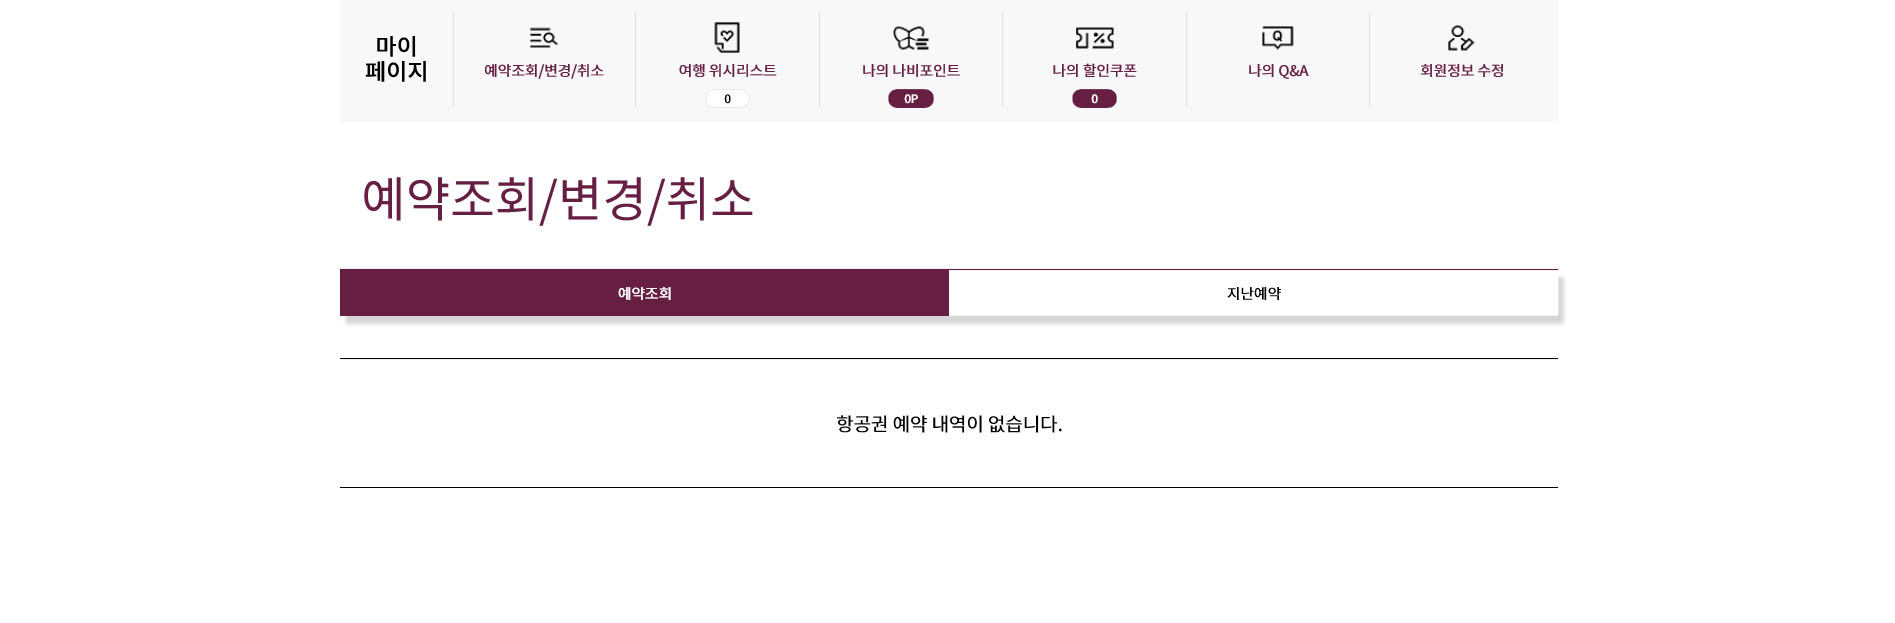 마이
페이지
예약조회/변경/취소
여행 위시리스트
0
나의 나비포인트
0P
나의 할인쿠폰
0
나의 Q&A
회원정보 수정
예약조회/변경/취소
예약조회
지난예약
항공권 예약 내역이 없습니다.